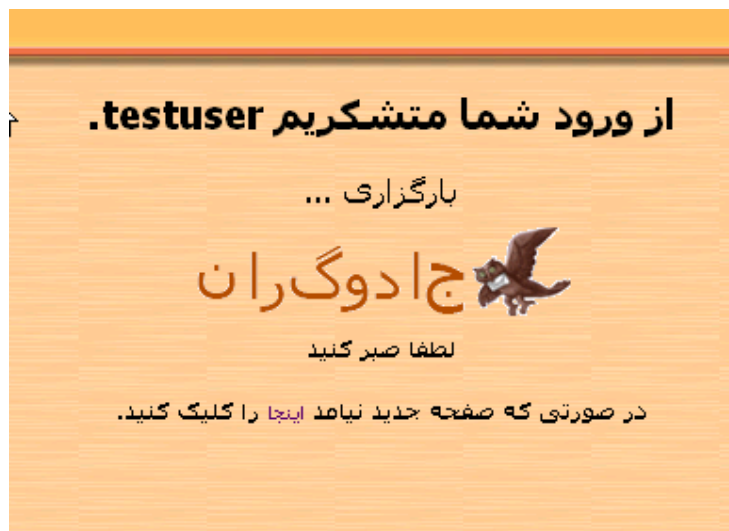 از ورود شما متشکریم testuser.
بارگزاری ...
جادوگران
لطفا صبر کنید
در صورتی که صفحه جدید نیامد اینجا را کلیک کنید.